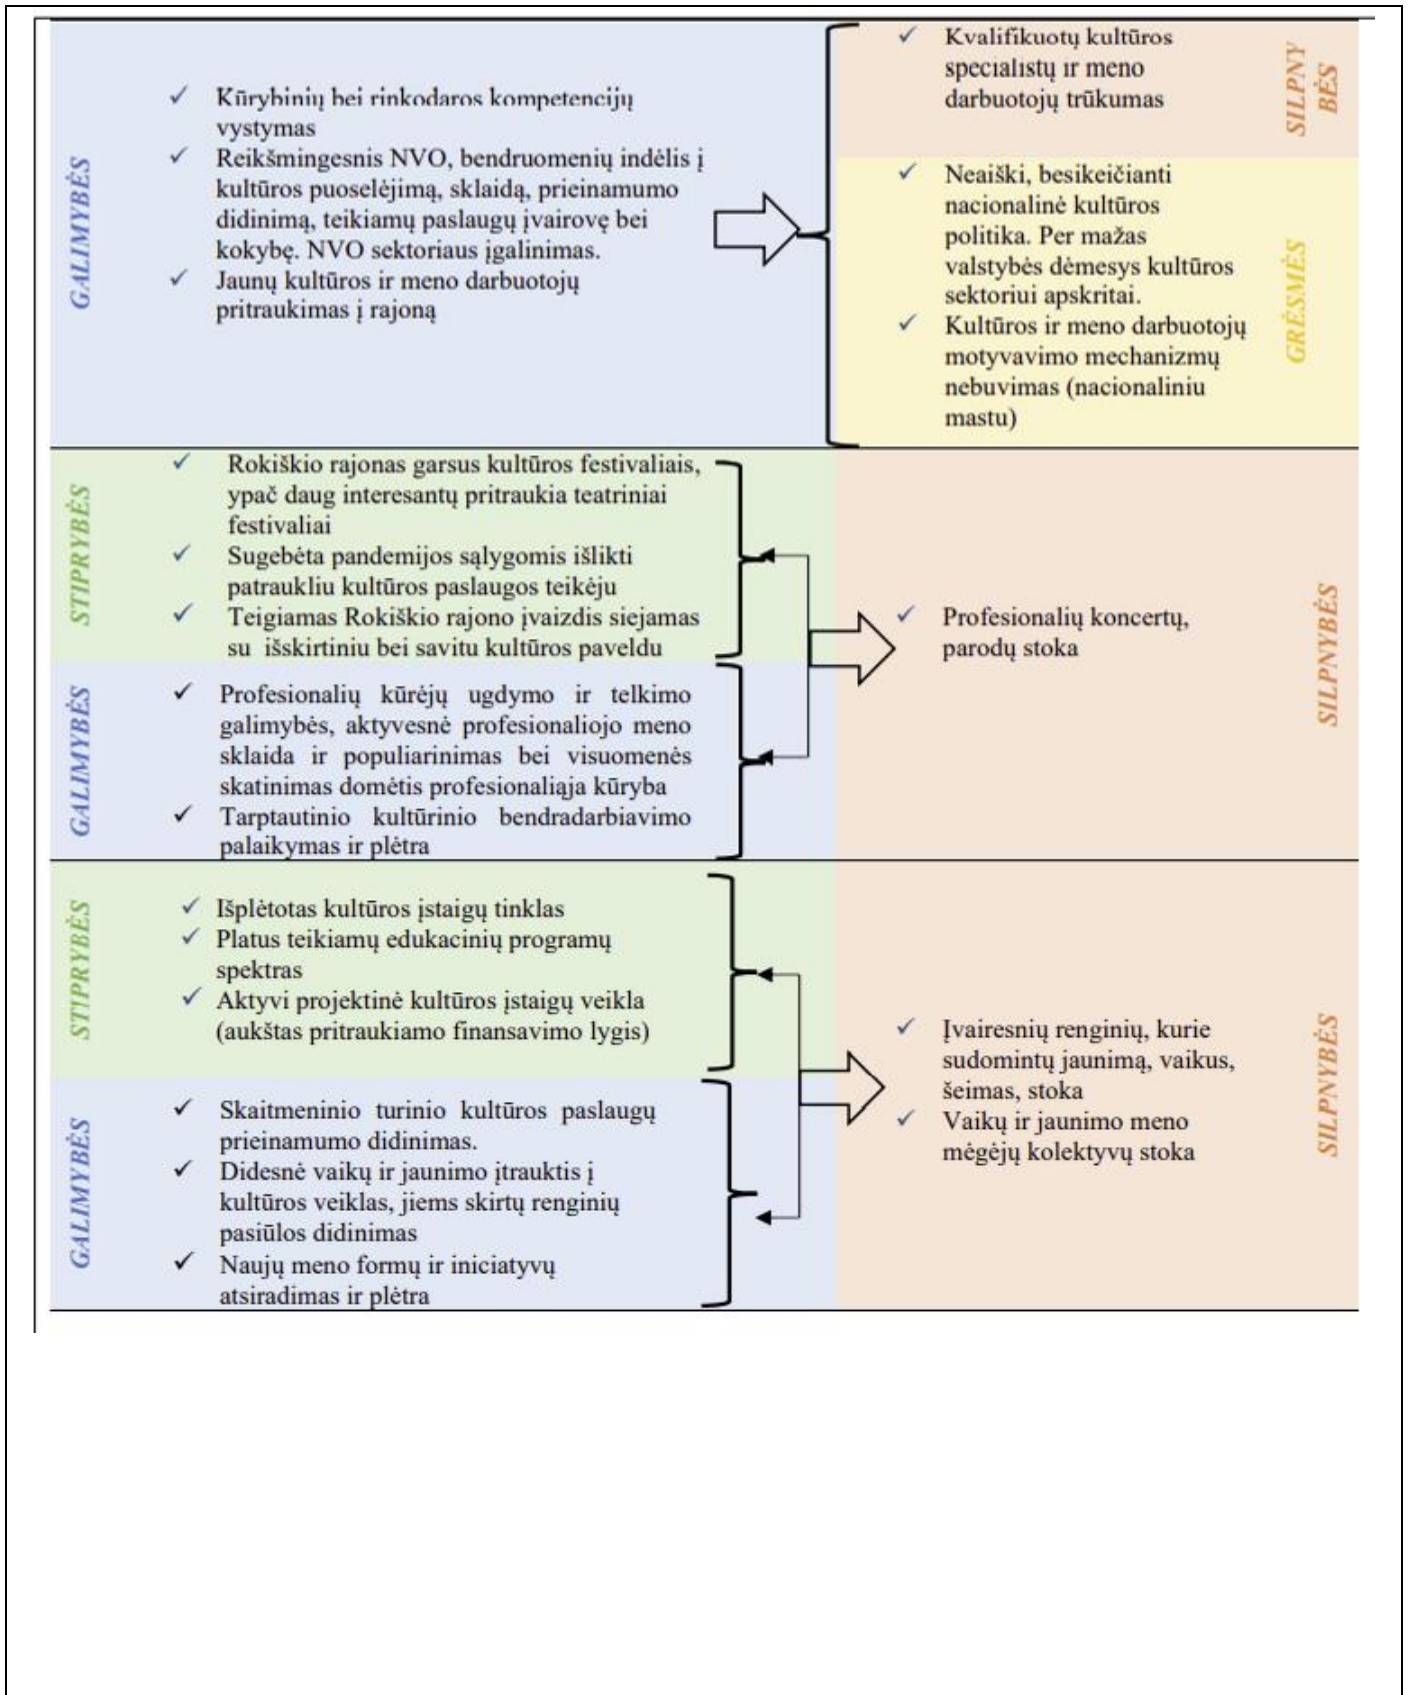 GALIMYBĖS
Kūrybinių bei rinkodaros kompetencijų
vystymas
Reikšmingesnis NVO, bendruomenių indėlis į
kultūros puoselėjimą, sklaidą, prieinamumo
didinimą, teikiamų paslaugų įvairovę bei
kokybę. NVO sektoriaus įgalinimas.
Jaunų kultūros ir meno darbuotojų
pritraukimas į rajoną
Kvalifikuotų kultūros
specialistų ir meno
darbuotojų trūkumas
SILPNY
BĖS
Neaiški, besikeičianti
nacionalinė kultūros
politika. Per mažas
valstybės dėmesys kultūros
sektoriui apskritai.
Kultūros ir meno darbuotojų
motyvavimo mechanizmų
nebuvimas (nacionaliniu
mastu)
GRĖSMĖS
STIPRYBĖS
Rokiškio rajonas garsus kultūros festivaliais,
ypač daug interesantų pritraukia teatriniai
festivaliai
Sugebėta pandemijos sąlygomis išlikti
patraukliu kultūros paslaugos teikėju
Teigiamas Rokiškio rajono įvaizdis siejamas
su išskirtiniu bei savitu kultūros paveldu
GALIMYBĖS
Profesionalių kūrėjų ugdymo ir telkimo
galimybės, aktyvesnė profesionaliojo meno
sklaida ir populiarinimas bei visuomenės
skatinimas domėtis profesionaliąja kūryba
Tarptautinio kultūrinio bendradarbiavimo
palaikymas ir plėtra
Profesionalių koncertų,
parodų stoka
SILPNYBĖS
STIPRYBĖS
Išplėtotas kultūros įstaigų tinklas
Platus teikiamų edukacinių programų
spektras
Aktyvi projektinė kultūros įstaigų veikla
(aukštas pritraukiamo finansavimo lygis)
GALIMYBĖS
Skaitmeninio turinio kultūros paslaugų
prieinamumo didinimas.
Didesnė vaikų ir jaunimo įtrauktis į
kultūros veiklas, jiems skirtų renginių
pasiūlos didinimas
Naujų meno formų ir iniciatyvų
atsiradimas ir plėtra
Įvairesnių renginių, kurie
sudomintų jaunimą, vaikus,
šeimas, stoka
Vaikų ir jaunimo meno
mėgėjų kolektyvų stoka
SILPNYBĖS